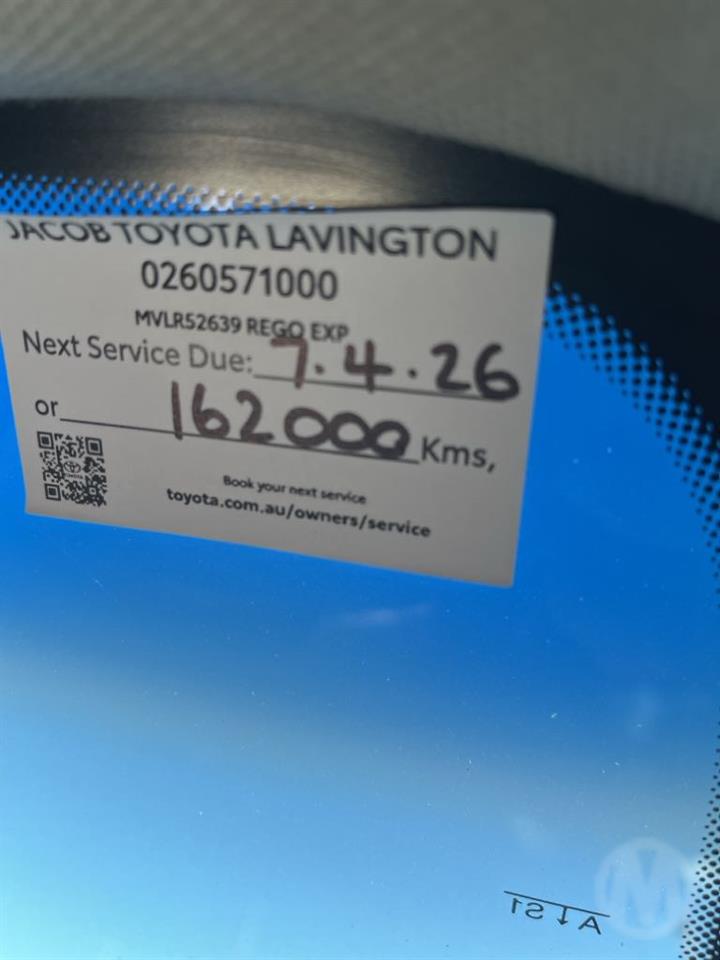 JACOB TOYOTA LAVINGTON
0260571000
MVLR52639 REGO EXP
Next Service Due: 7.4.26
or 162000 Kms,
Book your next service
toyota.com.au/owners/service
A↓S1
M